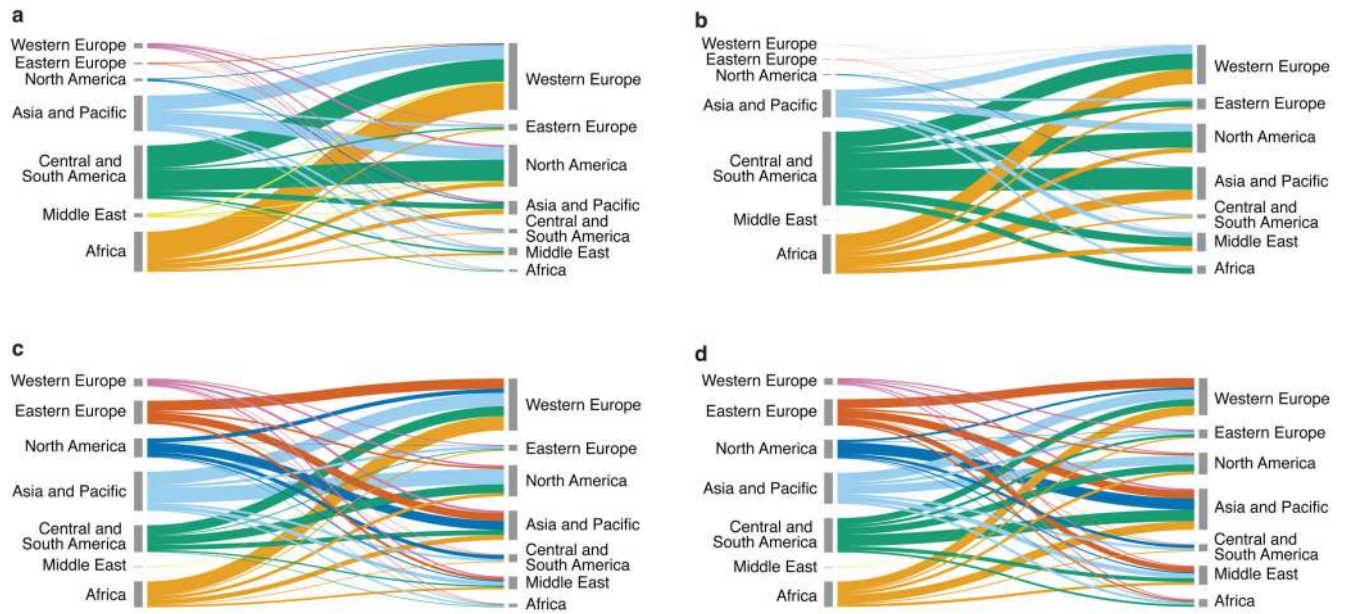 a
Western Europe
Eastern Europe
North America
Asia and Pacific
Central and
South America
Middle East
Africa
Western Europe
Eastern Europe
North America
Asia and Pacific
Central and
South America
Middle East
Africa
b
Western Europe
Eastern Europe
North America
Asia and Pacific
Central and
South America
Middle East
Africa
Western Europe
Eastern Europe
North America
Asia and Pacific
Central and
South America
Middle East
Africa
c
Western Europe
Eastern Europe
North America
Asia and Pacific
Central and
South America
Middle East
Africa
Western Europe
Eastern Europe
North America
Asia and Pacific
Central and
South America
Middle East
Africa
d
Western Europe
Eastern Europe
North America
Asia and Pacific
Central and
South America
Middle East
Africa
Western Europe
Eastern Europe
North America
Asia and Pacific
Central and
South America
Middle East
Africa